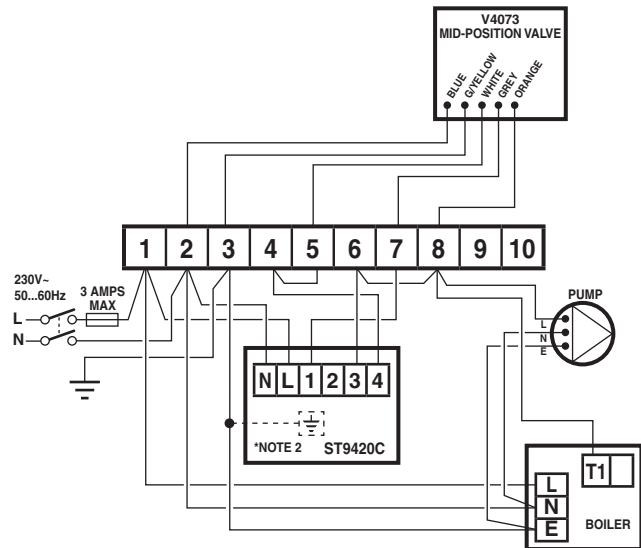 V4073
MID-POSITION VALVE
BLUE
G/YELLOW
WHITE
GREY
ORANGE
1 2 3 4 5 6 7 8 9 10
230V~
50...60Hz
3 AMPS
MAX
L
N
PUMP
L
N
E
N L 1 2 3 4
*NOTE 2 ST9420C
T1
L
N
E
BOILER